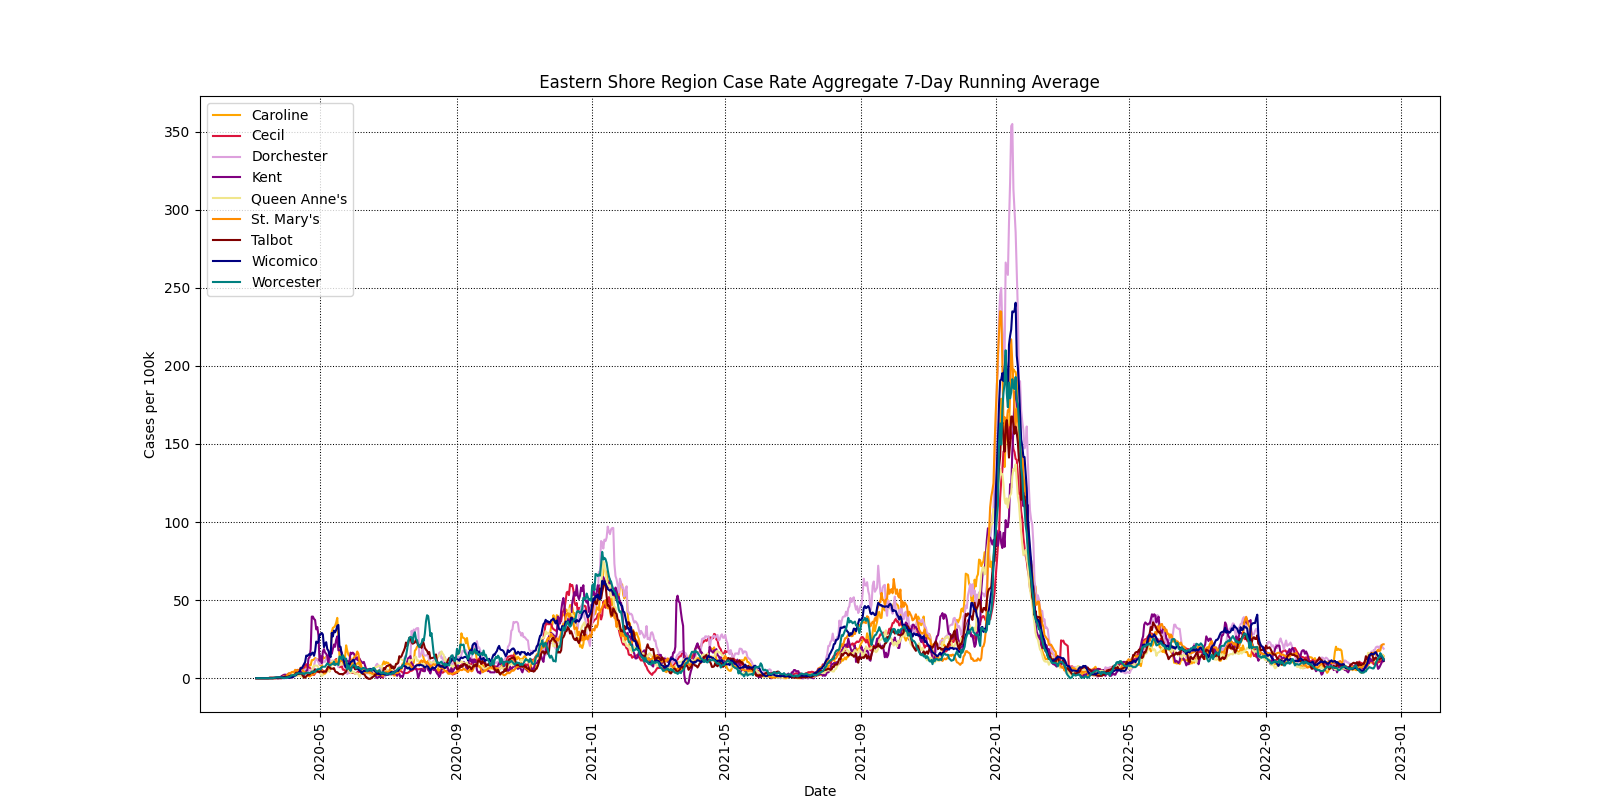 Eastern Shore Region Case Rate Aggregate 7-Day Running Average
Caroline
Cecil
Dorchester
Kent
Queen Anne's
St. Mary's
Talbot
Wicomico
Worcester
350
300
250
200
150
100
50
0
Cases per 100k
2020-05
2020-09
2021-01
2021-05
2021-09
2022-01
2022-05
2022-09
2023-01
Date